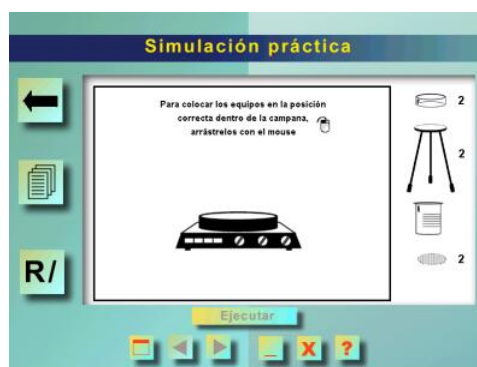 Simulación práctica
Para colocar los equipos en la posición
correcta dentro de la campana,
arrástrelos con el mouse
2
2
2
R/
Ejecutar
_ X ?